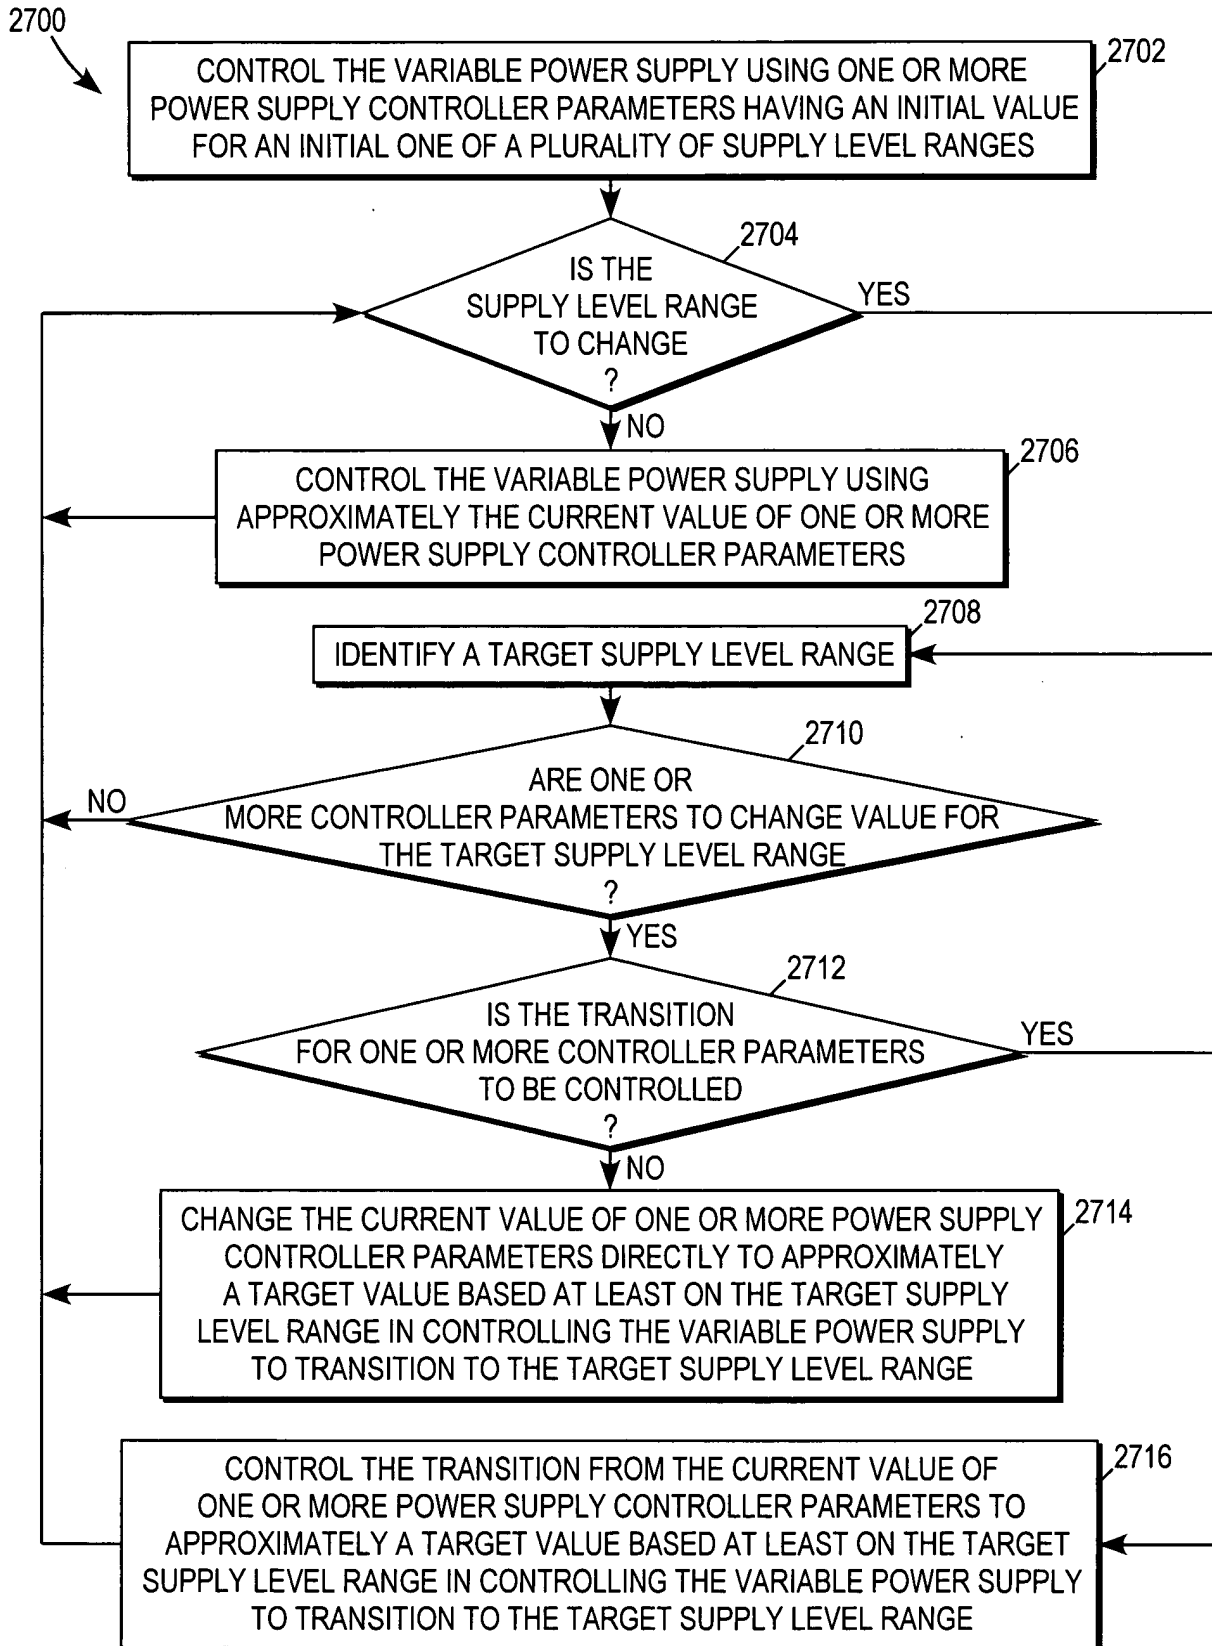 2700
2702
CONTROL THE VARIABLE POWER SUPPLY USING ONE OR MORE
POWER SUPPLY CONTROLLER PARAMETERS HAVING AN INITIAL VALUE
FOR AN INITIAL ONE OF A PLURALITY OF SUPPLY LEVEL RANGES
2704
IS THE
SUPPLY LEVEL RANGE
TO CHANGE
?
YES
NO
2706
CONTROL THE VARIABLE POWER SUPPLY USING
APPROXIMATELY THE CURRENT VALUE OF ONE OR MORE
POWER SUPPLY CONTROLLER PARAMETERS
2708
IDENTIFY A TARGET SUPPLY LEVEL RANGE
2710
ARE ONE OR
MORE CONTROLLER PARAMETERS TO CHANGE VALUE FOR
THE TARGET SUPPLY LEVEL RANGE
?
NO
YES
2712
IS THE TRANSITION
FOR ONE OR MORE CONTROLLER PARAMETERS
TO BE CONTROLLED
?
YES
NO
2714
CHANGE THE CURRENT VALUE OF ONE OR MORE POWER SUPPLY
CONTROLLER PARAMETERS DIRECTLY TO APPROXIMATELY
A TARGET VALUE BASED AT LEAST ON THE TARGET SUPPLY
LEVEL RANGE IN CONTROLLING THE VARIABLE POWER SUPPLY
TO TRANSITION TO THE TARGET SUPPLY LEVEL RANGE
2716
CONTROL THE TRANSITION FROM THE CURRENT VALUE OF
ONE OR MORE POWER SUPPLY CONTROLLER PARAMETERS TO
APPROXIMATELY A TARGET VALUE BASED AT LEAST ON THE TARGET
SUPPLY LEVEL RANGE IN CONTROLLING THE VARIABLE POWER SUPPLY
TO TRANSITION TO THE TARGET SUPPLY LEVEL RANGE